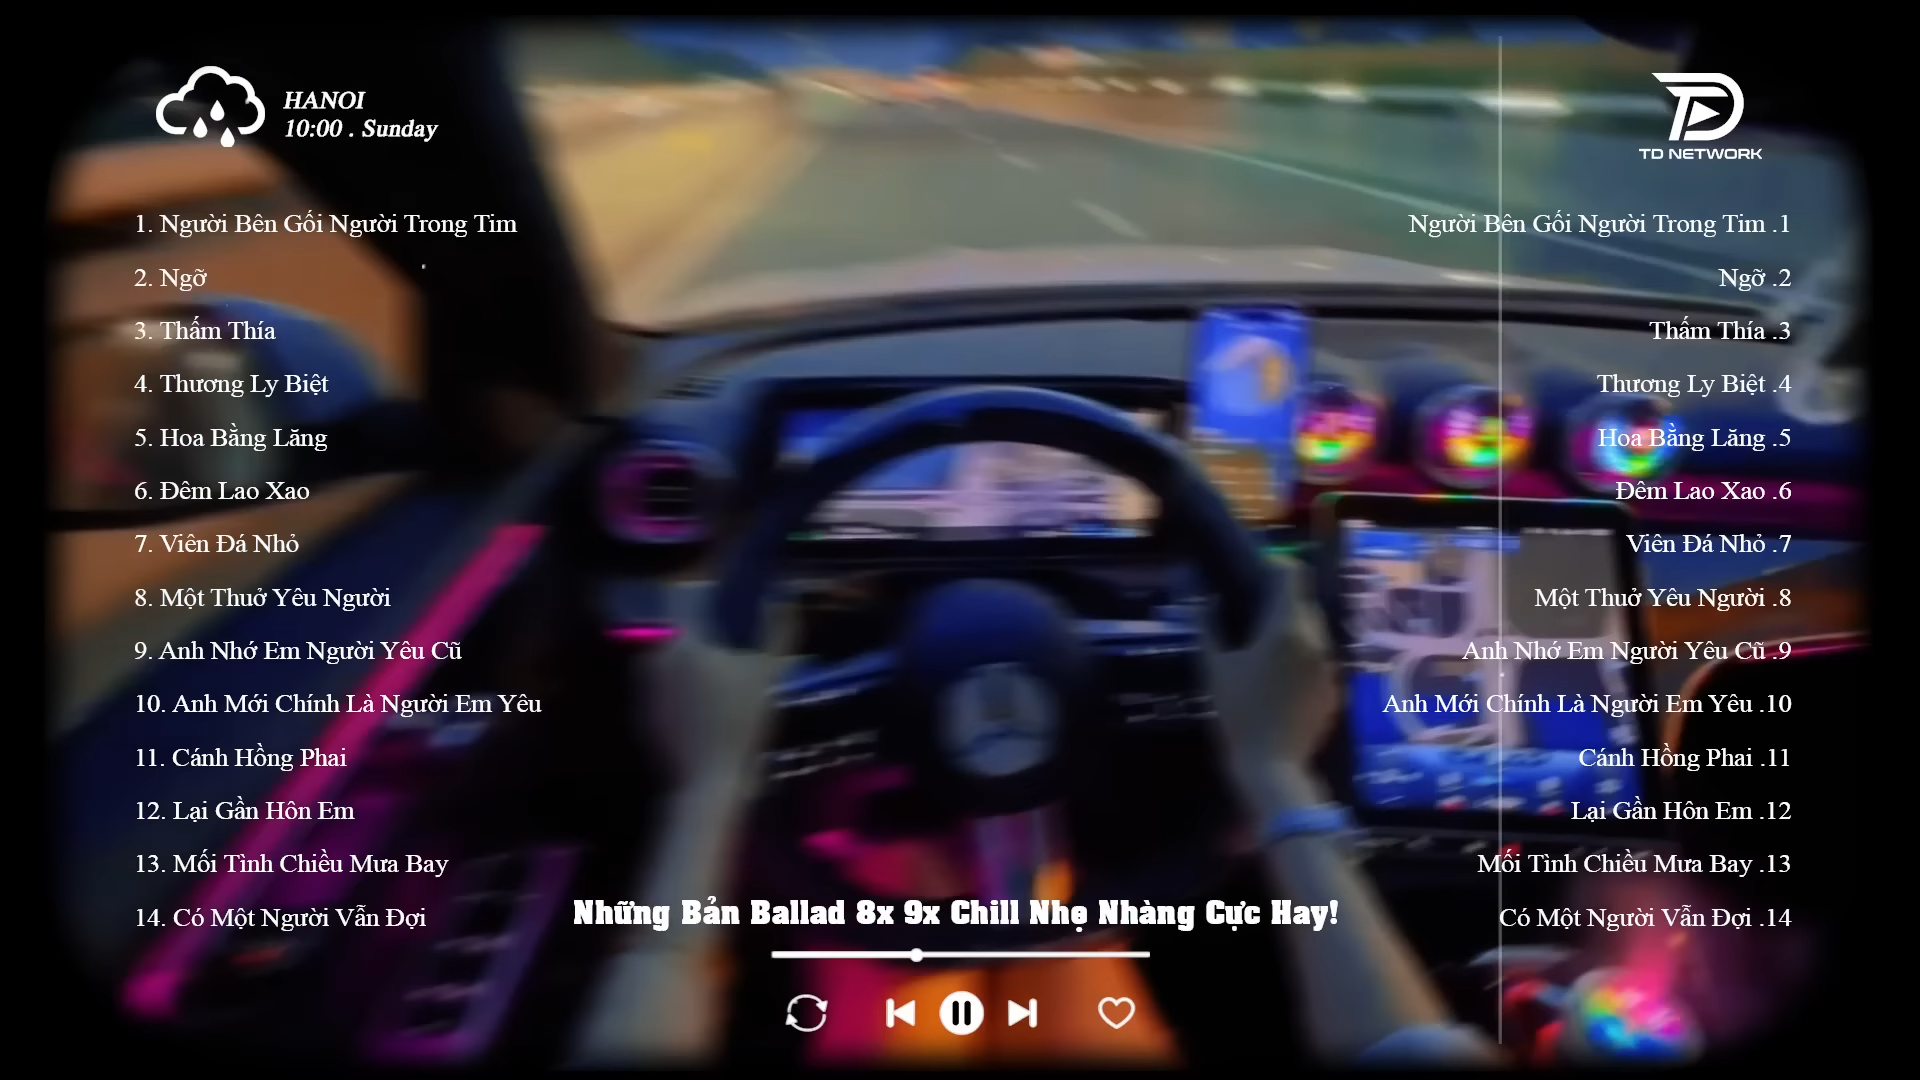 HANOI
10:00 . Sunday
TD NETWORK
1. Người Bên Gối Người Trong Tim
2. Ngỡ
3. Thấm Thía
4. Thương Ly Biệt
5. Hoa Bằng Lăng
6. Đêm Lao Xao
7. Viên Đá Nhỏ
8. Một Thuở Yêu Người
9. Anh Nhớ Em Người Yêu Cũ
10. Anh Mới Chính Là Người Em Yêu
11. Cánh Hồng Phai
12. Lại Gần Hôn Em
13. Mối Tình Chiều Mưa Bay
14. Có Một Người Vẫn Đợi
Người Bên Gối Người Trong Tim .1
Ngỡ .2
Thấm Thía .3
Thương Ly Biệt .4
Hoa Bằng Lăng .5
Đêm Lao Xao .6
Viên Đá Nhỏ .7
Một Thuở Yêu Người .8
Anh Nhớ Em Người Yêu Cũ .9
Anh Mới Chính Là Người Em Yêu .10
Cánh Hồng Phai .11
Lại Gần Hôn Em .12
Mối Tình Chiều Mưa Bay .13
Có Một Người Vẫn Đợi .14
Những Bản Ballad 8x 9x Chill Nhẹ Nhàng Cực Hay!